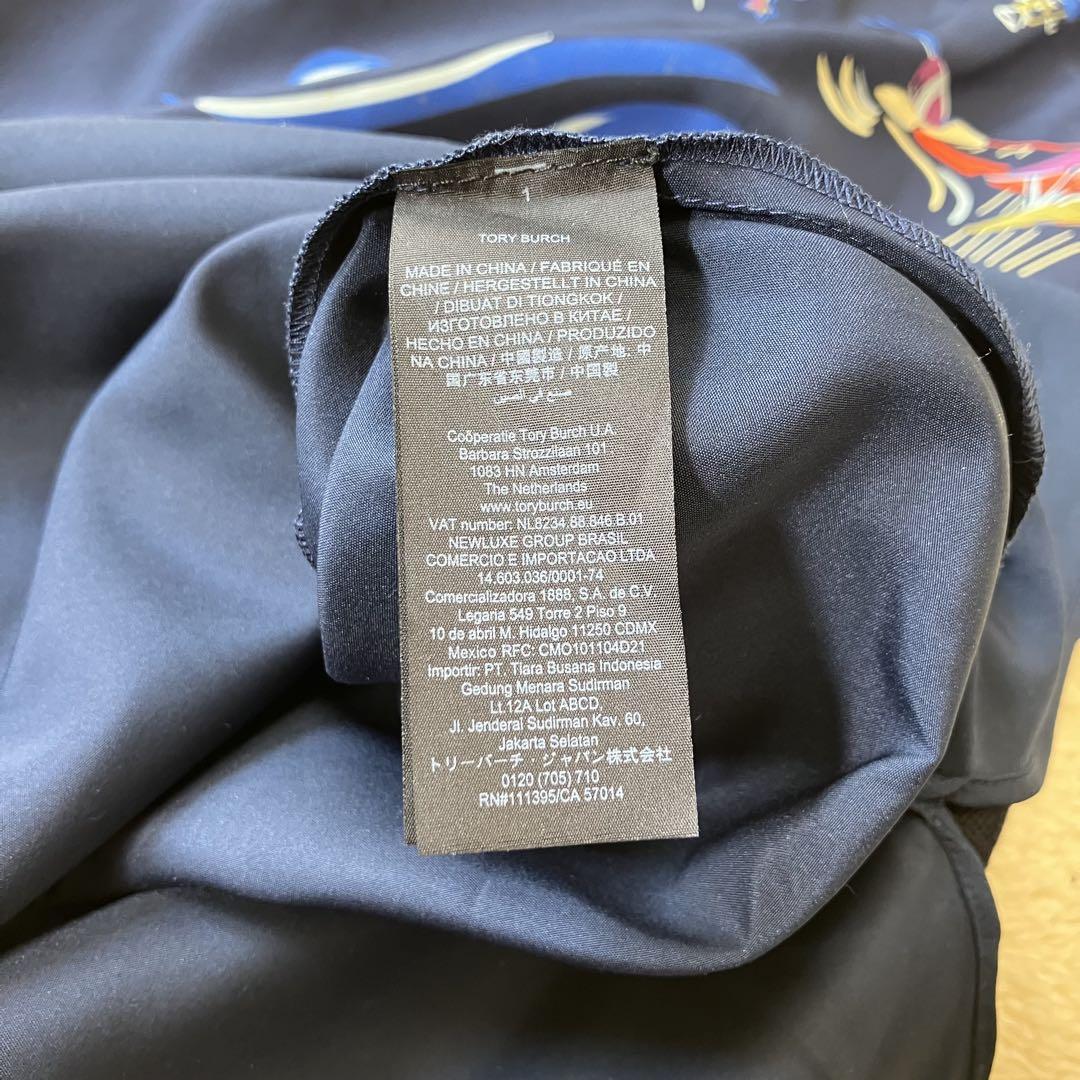 1
TORY BURCH
MADE IN CHINA / FABRIQUÉ EN
CHINE / HERGESTELLT IN CHINA
/ DIBUAT DI TIONGKOK /
ИЗГОТОВЛЕНО В КИТАЕ /
HECHO EN CHINA / PRODUZIDO
NA CHINA / 中國製造 / 原产地: 中
国广东省东莞市 / 中国製
صنع في الصين
Coöperatie Tory Burch U.A
Barbara Strozzilaan 101
1083 HN Amsterdam
The Netherlands
www.toryburch.eu
VAT number: NL8234.88.846.B.01
NEWLUXE GROUP BRASIL
COMERCIO E IMPORTACAO LTDA
14.603.036/0001-74
Comercializadora 1888, S.A. de C.V.
Legaria 549 Torre 2 Piso 9
10 de abril M. Hidalgo 11250 CDMX
Mexico RFC: CMO101104D21
Importir: PT. Tiara Busana Indonesia
Gedung Menara Sudirman
Lt.12A Lot ABCD,
Jl. Jenderal Sudirman Kav. 60,
Jakarta Selatan
トリーバーチ・ジャパン株式会社
0120 (705) 710
RN#111395/CA 57014